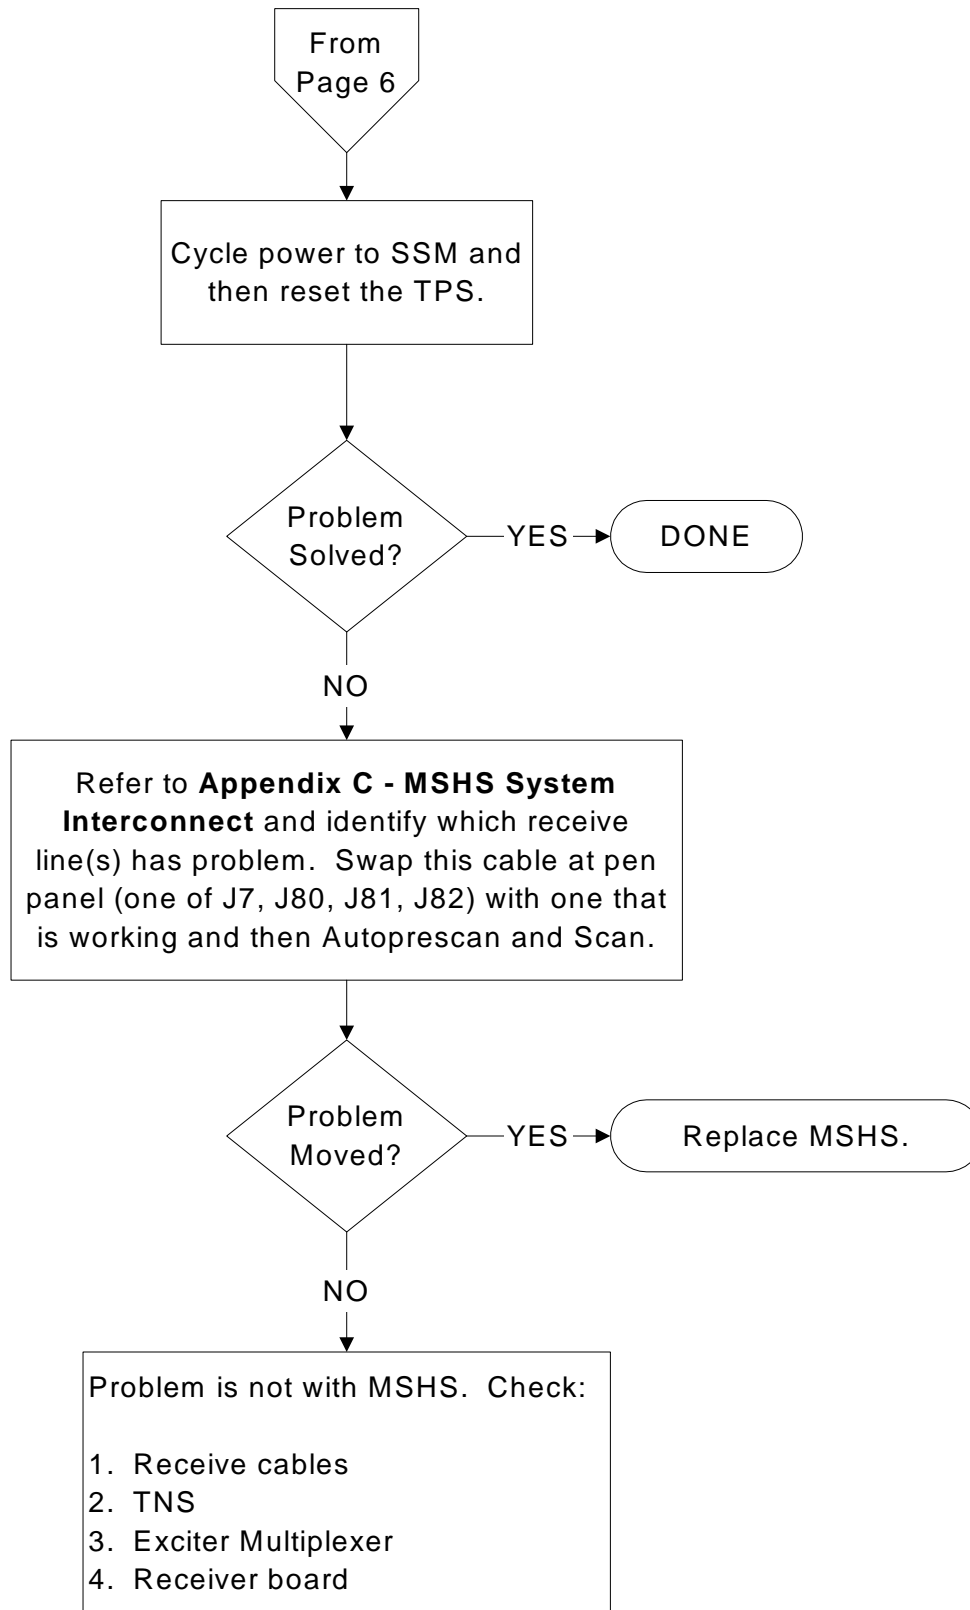 From
Page 6
Cycle power to SSM and
then reset the TPS.
Problem
Solved?
YES
DONE
NO
Refer to Appendix C - MSHS System
Interconnect and identify which receive
line(s) has problem.  Swap this cable at pen
panel (one of J7, J80, J81, J82) with one that
is working and then Autoprescan and Scan.
Problem
Moved?
YES
Replace MSHS.
NO
Problem is not with MSHS.  Check:
1.  Receive cables
2.  TNS
3.  Exciter Multiplexer
4.  Receiver board